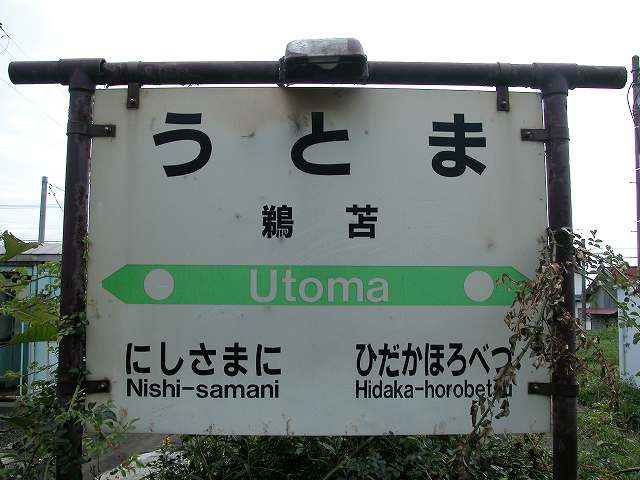 うとま
鵜苫
Utoma
にしさまに ひだかほろべつ
Nishi-samani Hidaka-horobetsu